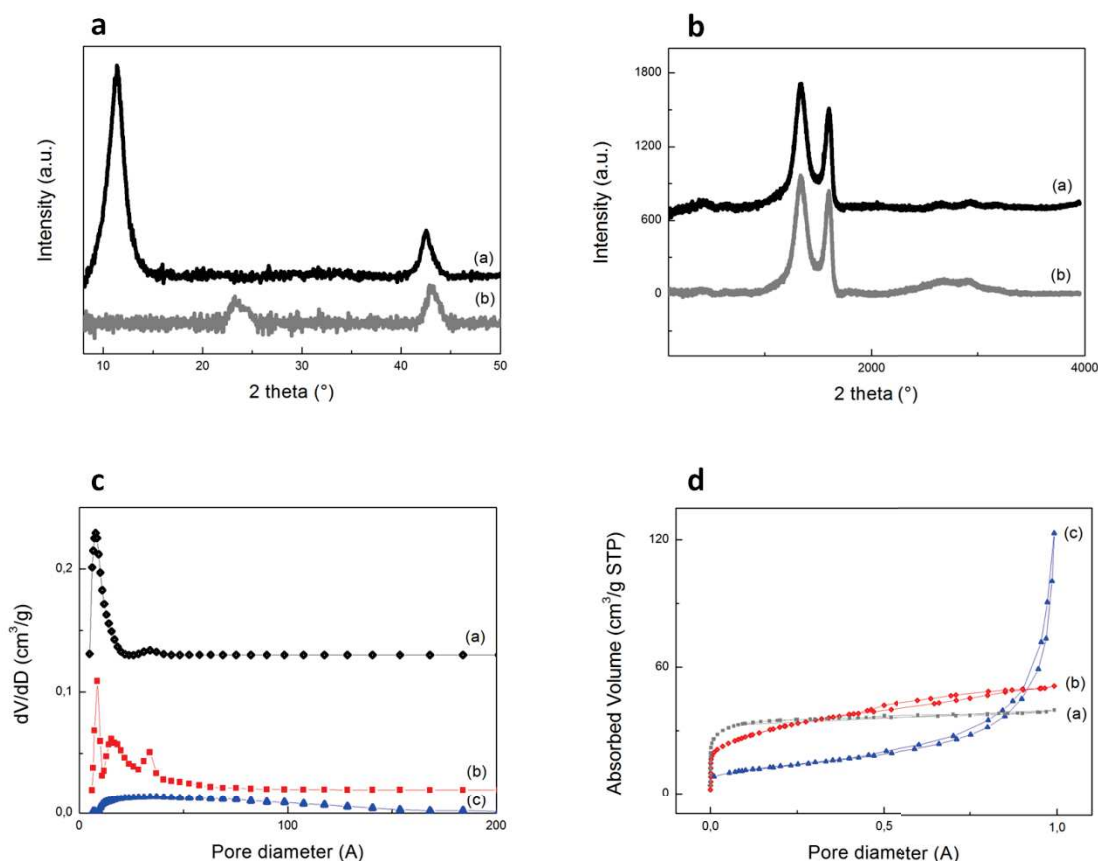 a
Intensity (a.u.)
(a)
(b)
10 20 30 40 50
2 theta (°)
b
1800
1200
600
0
Intensity (a.u.)
(a)
(b)
2000 4000
2 theta (°)
c
0,2
0,1
0,0
dV/dD (cm³/g)
(a)
(b)
(c)
0 100 200
Pore diameter (A)
d
120
60
0
Absorbed Volume (cm³/g STP)
(c)
(b)
(a)
0,0 0,5 1,0
Pore diameter (A)